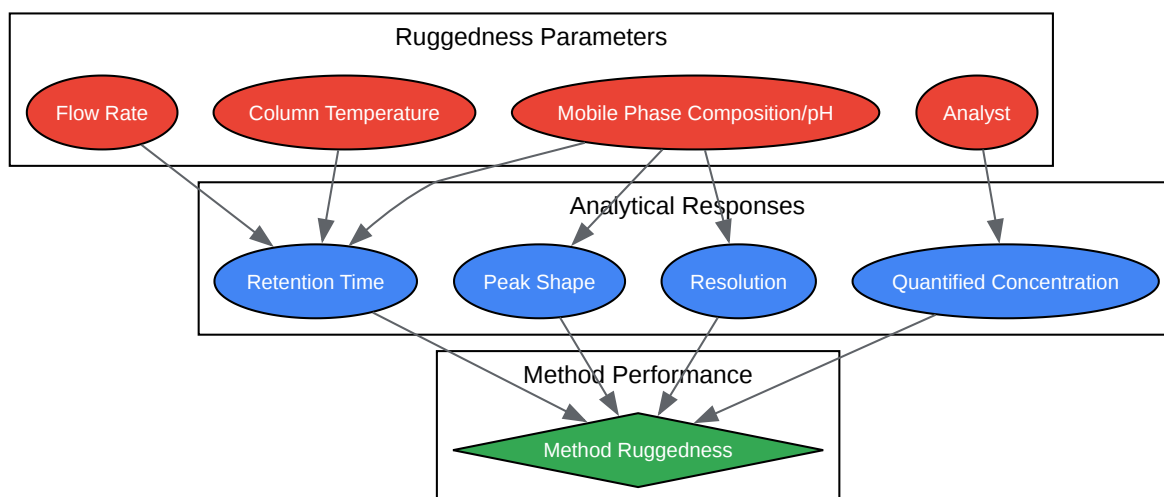 Ruggedness Parameters
Flow Rate
Column Temperature
Mobile Phase Composition/pH
Analyst
Analytical Responses
Retention Time
Peak Shape
Resolution
Quantified Concentration
Method Performance
Method Ruggedness